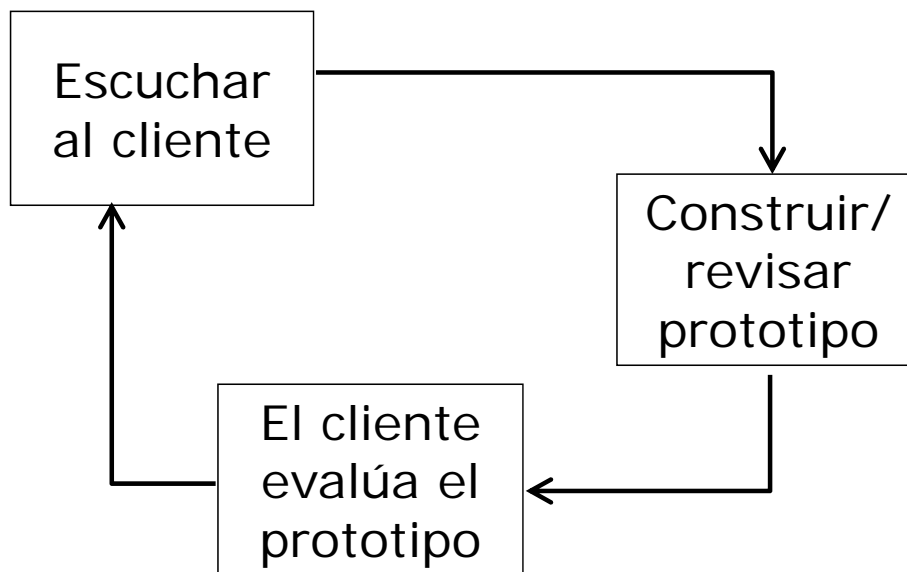 Escuchar
al cliente
Construir/
revisar
prototipo
El cliente
evalúa el
prototipo